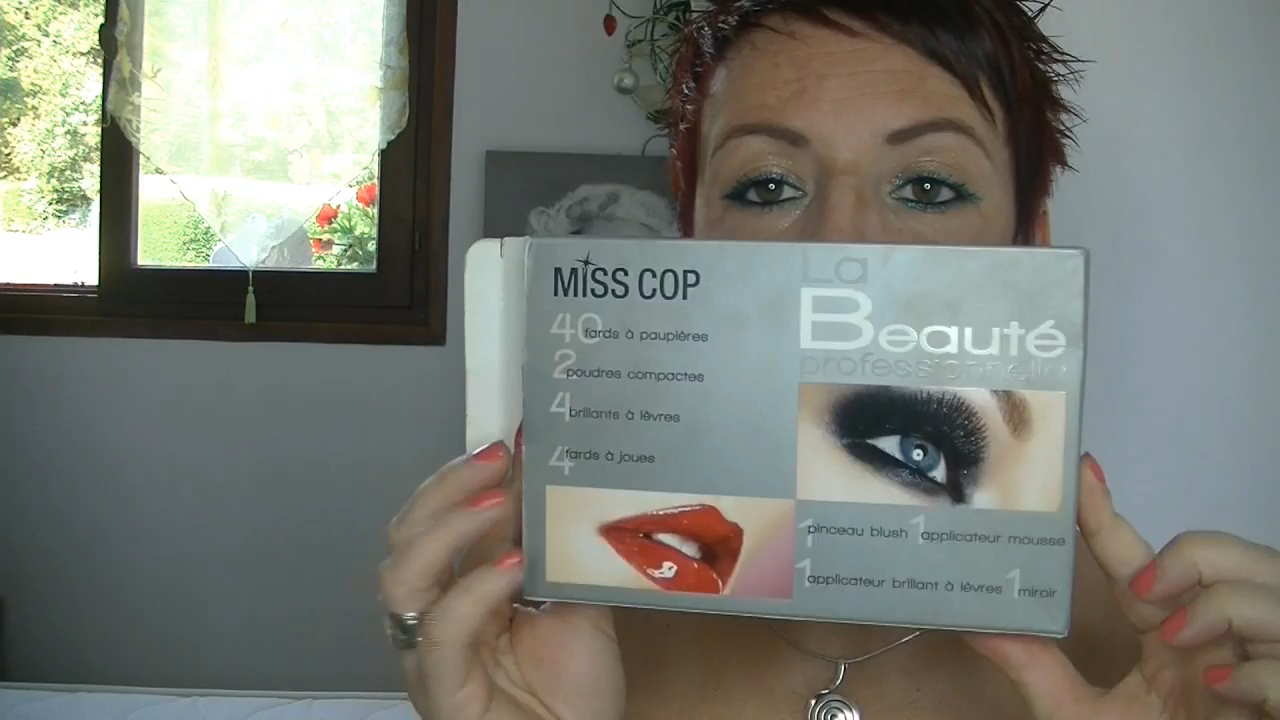 MISS COP
40 fards à paupières
2 poudres compactes
4 brillants à lèvres
4 fards à joues
La
Beauté
professionnelle
1 pinceau blush 1 applicateur mousse
1 applicateur brillant à lèvres 1 miroir